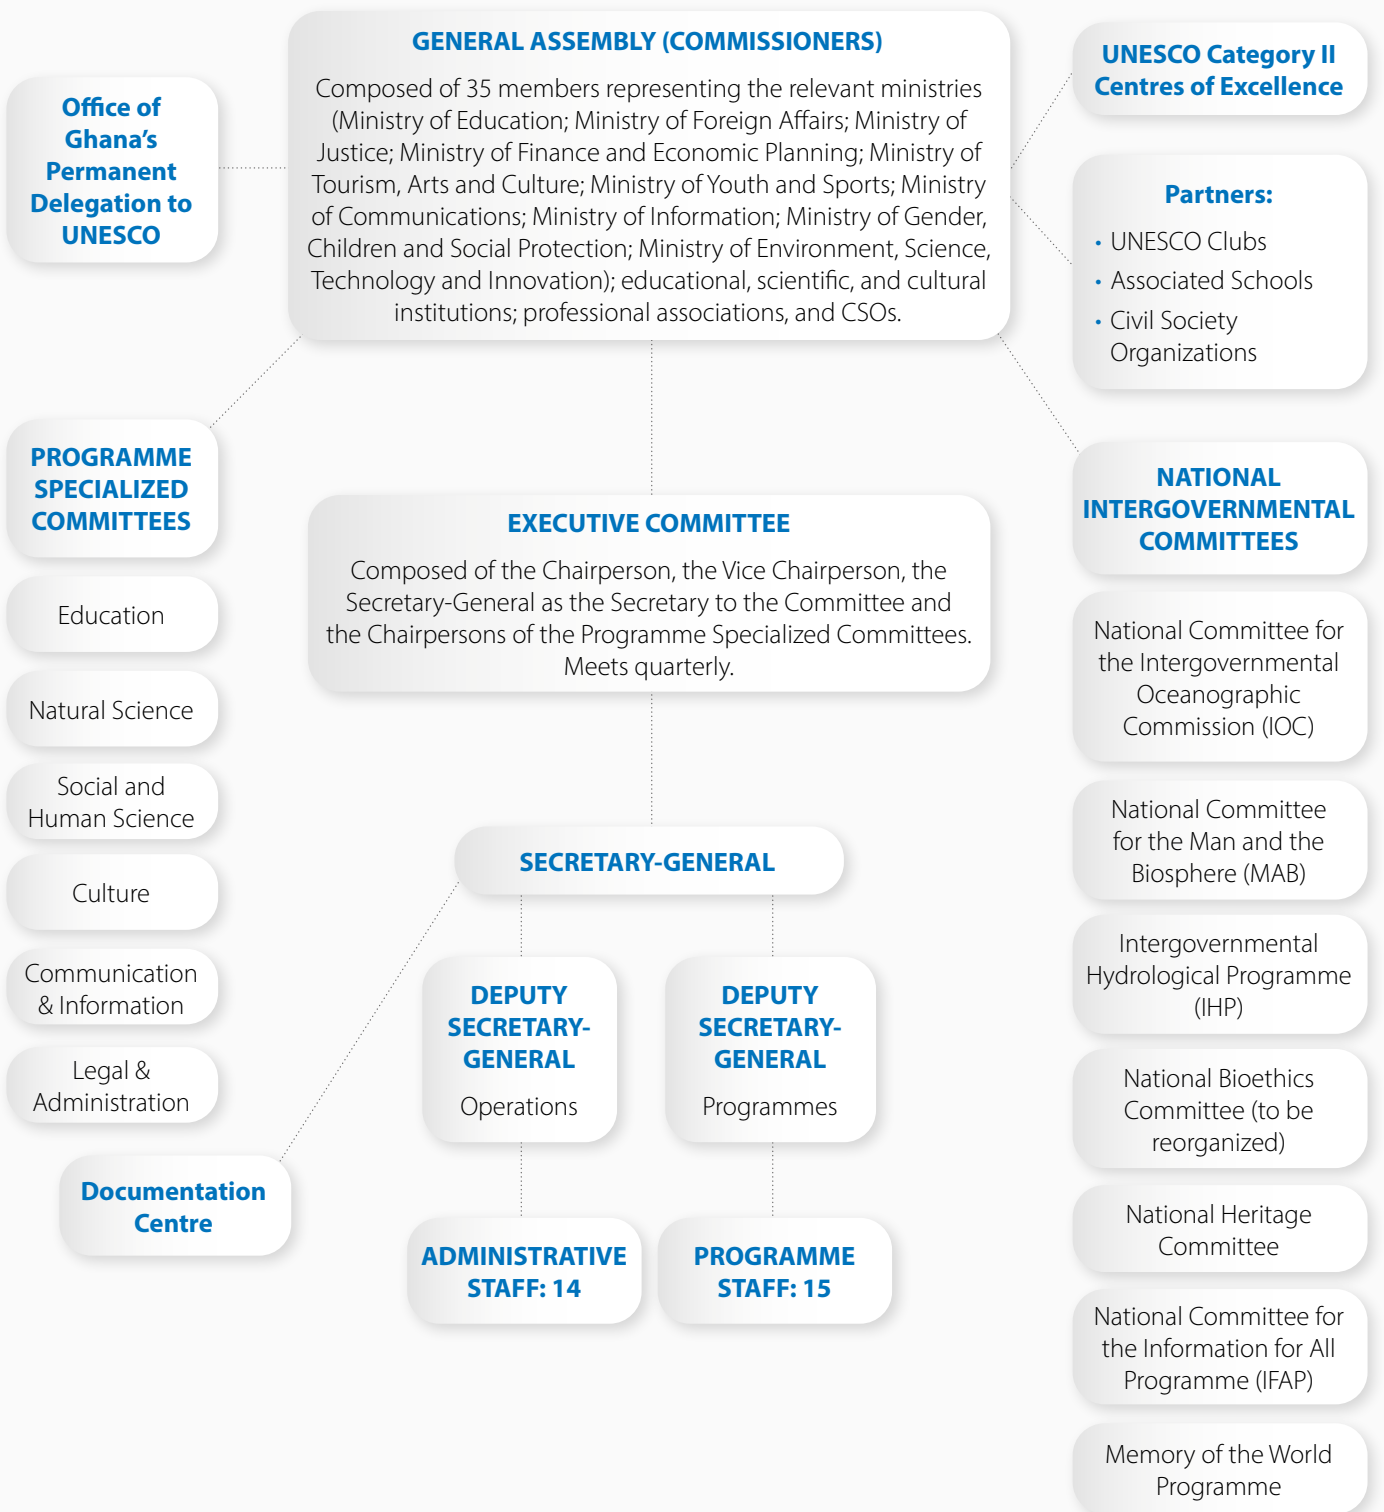 GENERAL ASSEMBLY (COMMISSIONERS)
Composed of 35 members representing the relevant ministries
(Ministry of Education; Ministry of Foreign Affairs; Ministry of
Justice; Ministry of Finance and Economic Planning; Ministry of
Tourism, Arts and Culture; Ministry of Youth and Sports; Ministry
of Communications; Ministry of Information; Ministry of Gender,
Children and Social Protection; Ministry of Environment, Science,
Technology and Innovation); educational, scientific, and cultural
institutions; professional associations, and CSOs.
Office of
Ghana’s
Permanent
Delegation to
UNESCO
UNESCO Category II
Centres of Excellence
Partners:
• UNESCO Clubs
• Associated Schools
• Civil Society
Organizations
PROGRAMME
SPECIALIZED
COMMITTEES
Education
Natural Science
Social and
Human Science
Culture
Communication
& Information
Legal &
Administration
EXECUTIVE COMMITTEE
Composed of the Chairperson, the Vice Chairperson, the
Secretary-General as the Secretary to the Committee and
the Chairpersons of the Programme Specialized Committees.
Meets quarterly.
SECRETARY-GENERAL
Documentation
Centre
DEPUTY
SECRETARY-
GENERAL
Operations
ADMINISTRATIVE
STAFF: 14
DEPUTY
SECRETARY-
GENERAL
Programmes
PROGRAMME
STAFF: 15
NATIONAL
INTERGOVERNMENTAL
COMMITTEES
National Committee for
the Intergovernmental
Oceanographic
Commission (IOC)
National Committee
for the Man and the
Biosphere (MAB)
Intergovernmental
Hydrological Programme
(IHP)
National Bioethics
Committee (to be
reorganized)
National Heritage
Committee
National Committee for
the Information for All
Programme (IFAP)
Memory of the World
Programme